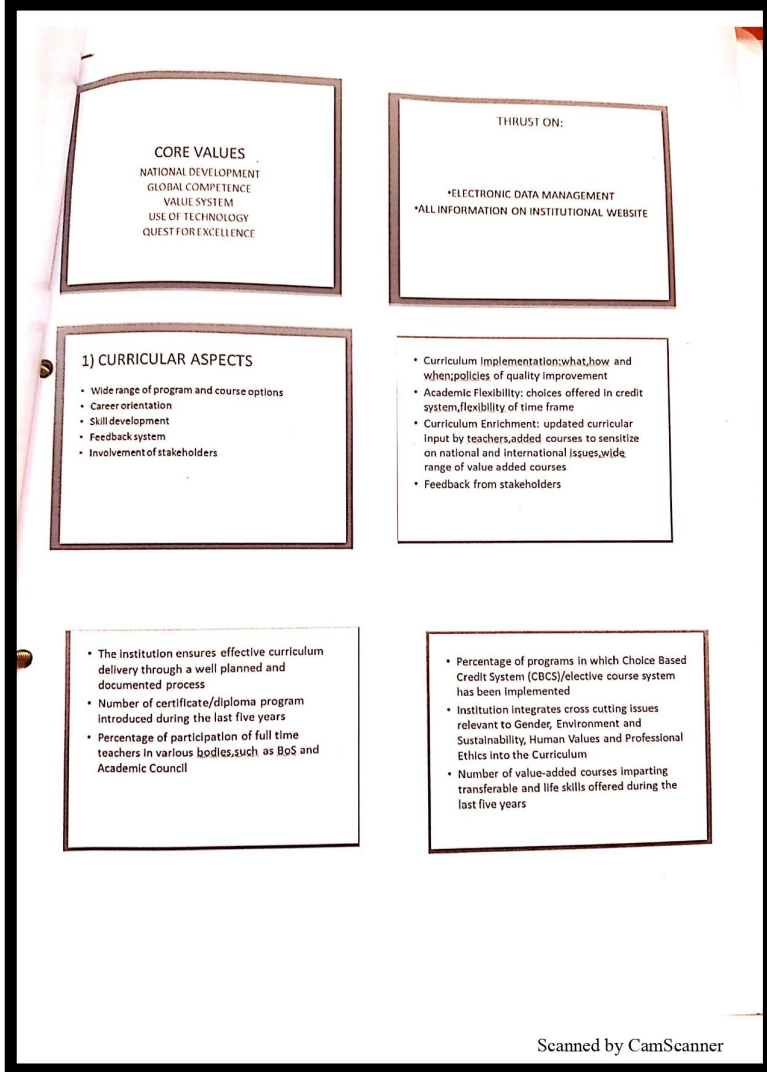 CORE VALUES
NATIONAL DEVELOPMENT
GLOBAL COMPETENCE
VALUE SYSTEM
USE OF TECHNOLOGY
QUEST FOR EXCELLENCE
THRUST ON:
•ELECTRONIC DATA MANAGEMENT
•ALL INFORMATION ON INSTITUTIONAL WEBSITE
1) CURRICULAR ASPECTS
• Wide range of program and course options
• Career orientation
• Skill development
• Feedback system
• Involvement of stakeholders
• Curriculum Implementation:what,how and
when;policies of quality improvement
• Academic Flexibility: choices offered in credit
system,flexibility of time frame
• Curriculum Enrichment: updated curricular
input by teachers,added courses to sensitize
on national and international issues,wide
range of value added courses
• Feedback from stakeholders
• The institution ensures effective curriculum
delivery through a well planned and
documented process
• Number of certificate/diploma program
introduced during the last five years
• Percentage of participation of full time
teachers in various bodies,such as BoS and
Academic Council
• Percentage of programs in which Choice Based
Credit System (CBCS)/elective course system
has been implemented
• Institution integrates cross cutting issues
relevant to Gender, Environment and
Sustainability, Human Values and Professional
Ethics into the Curriculum
• Number of value-added courses imparting
transferable and life skills offered during the
last five years
Scanned by CamScanner